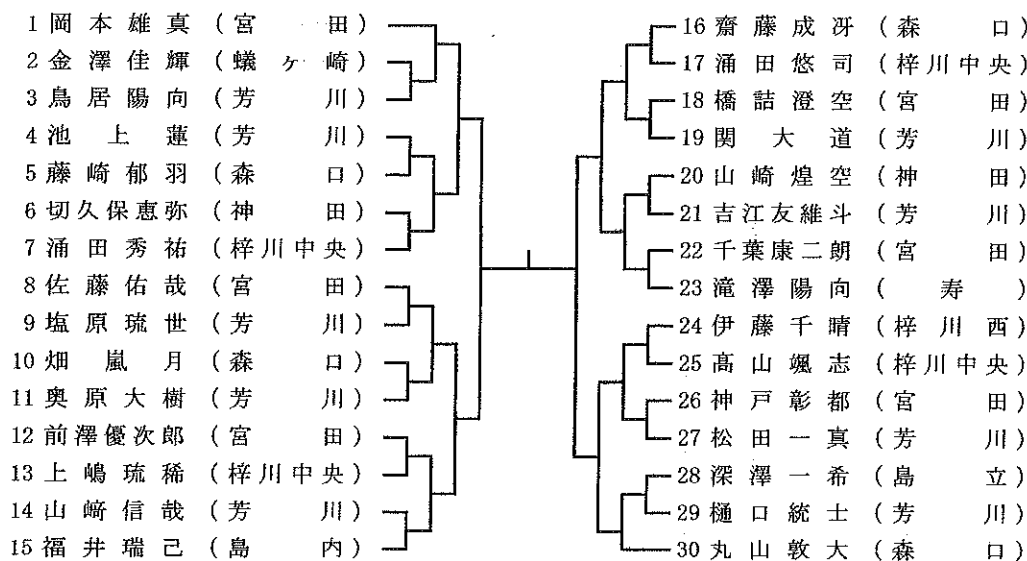 1 岡本雄真 (宮田)
2 金澤佳輝 (蟻ヶ崎)
3 鳥居陽向 (芳川)
4 池上蓮 (芳川)
5 藤崎郁羽 (森口)
6 切久保恵弥 (神田)
7 涌田秀祐 (梓川中央)
8 佐藤佑哉 (宮田)
9 塩原琉世 (芳川)
10 畑嵐月 (森口)
11 奥原大樹 (芳川)
12 前澤優次郎 (宮田)
13 上嶋琉稀 (梓川中央)
14 山﨑信哉 (芳川)
15 福井瑞己 (島内)
16 齋藤成冴 (森口)
17 涌田悠司 (梓川中央)
18 橋詰澄空 (宮田)
19 関大道 (芳川)
20 山崎煌空 (神田)
21 吉江友維斗 (芳川)
22 千葉康二朗 (宮田)
23 滝澤陽向 (寿)
24 伊藤千晴 (梓川西)
25 髙山颯志 (梓川中央)
26 神戸彰都 (宮田)
27 松田一真 (芳川)
28 深澤一希 (島立)
29 樋口統士 (芳川)
30 丸山敦大 (森口)